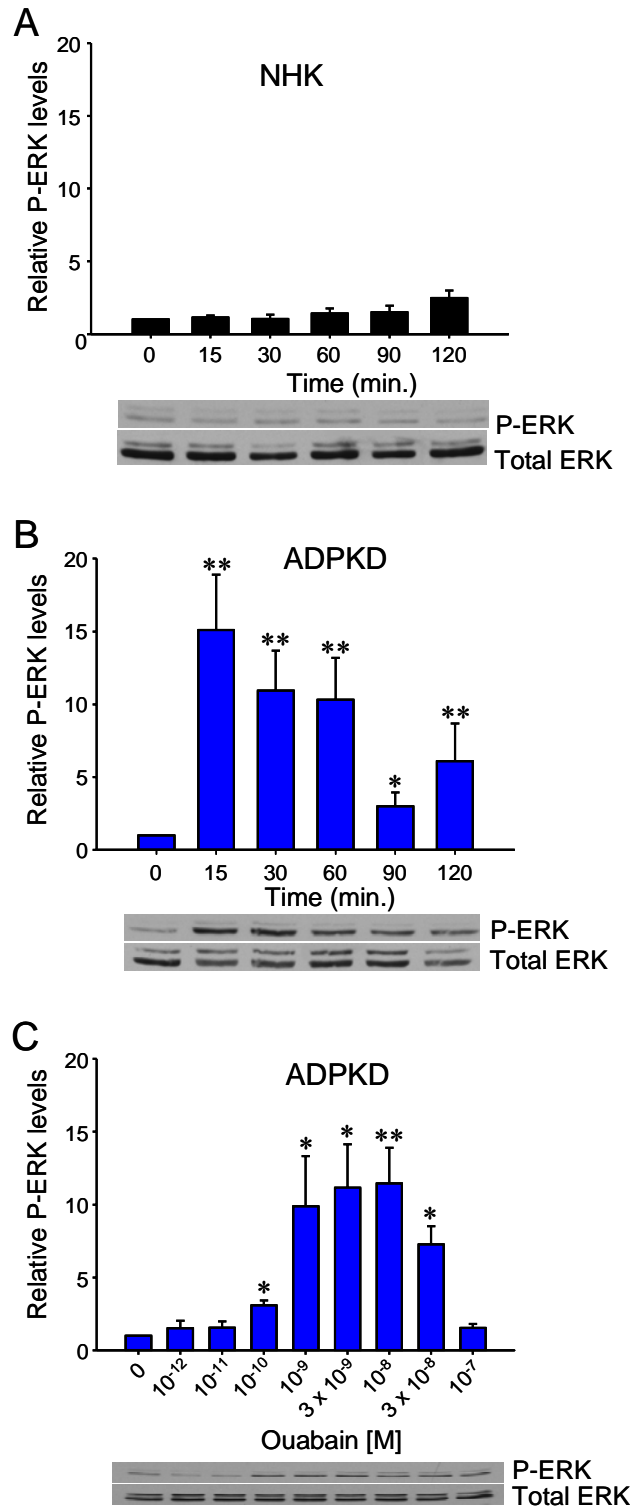 A
20
NHK
15
10
5
0
Relative P-ERK levels
0 15 30 60 90 120
Time (min.)
P-ERK
Total ERK
B
20
ADPKD
15
10
5
0
Relative P-ERK levels
** ** ** * **
0 15 30 60 90 120
Time (min.)
P-ERK
Total ERK
C
20
ADPKD
15
10
5
0
Relative P-ERK levels
* * * ** *
0 10⁻¹² 10⁻¹¹ 10⁻¹⁰ 10⁻⁹ 3 x 10⁻⁹ 10⁻⁸ 3 x 10⁻⁸ 10⁻⁷
Ouabain [M]
P-ERK
Total ERK